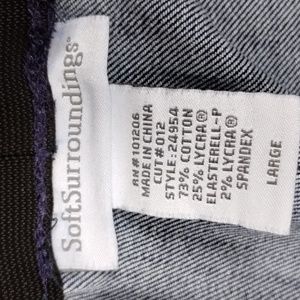 SoftSurroundings®
RN#101206
MADE IN CHINA
CUT#012
STYLE:24954
73% COTTON
25% LYCRA®
ELASTERELL-P
2% LYCRA®
SPANDEX
LARGE